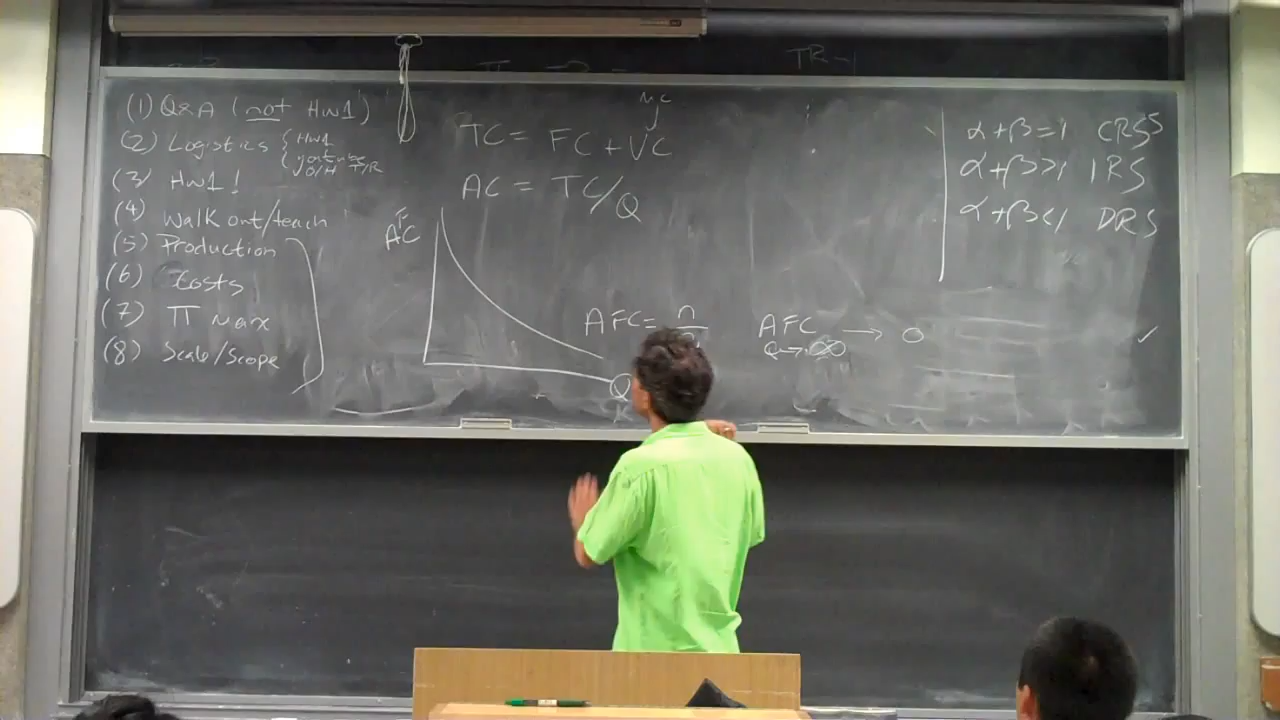 TR
(1) Q&A (not HW1)
(2) Logistics { HW1
O/H T/R
(3) HW1!
(4) Walk out/teach
(5) Production
(6) Costs
(7) Π Max
(8) Scale/Scope
MC
TC = FC + VC
AC = TC/Q
AFC
Q
AFC = n
AFC → 0
Q→∞
α+β=1 CRS
α+β>1 IRS
α+β<1 DRS